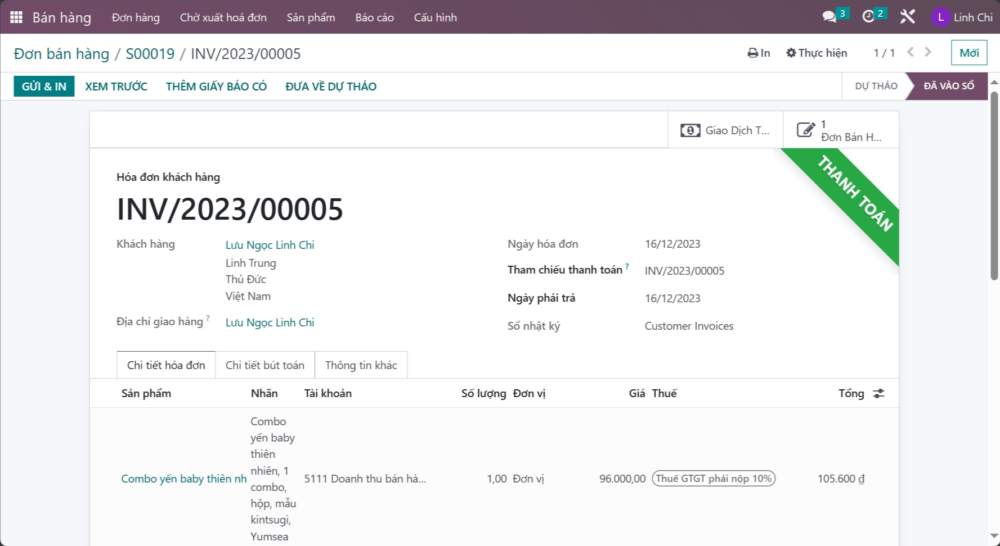 Bán hàng Đơn hàng Chờ xuất hoá đơn Sản phẩm Báo cáo Cấu hình 3 2 L Linh Chi
Đơn bán hàng / S00019 / INV/2023/00005 In Thực hiện 1 / 1 Mới
GỬI & IN XEM TRƯỚC THÊM GIẤY BÁO CÓ ĐƯA VỀ DỰ THẢO DỰ THẢO ĐÃ VÀO SỔ
Giao Dịch T...
1
Đơn Bán H...
THANH TOÁN
Hóa đơn khách hàng
INV/2023/00005
Khách hàng Lưu Ngọc Linh Chi
Linh Trung
Thủ Đức
Việt Nam
Địa chỉ giao hàng ? Lưu Ngọc Linh Chi
Ngày hóa đơn 16/12/2023
Tham chiếu thanh toán ? INV/2023/00005
Ngày phải trả 16/12/2023
Sổ nhật ký Customer Invoices
Chi tiết hóa đơn Chi tiết bút toán Thông tin khác
Sản phẩm Nhãn Tài khoản Số lượng Đơn vị Giá Thuế Tổng
Combo
yến baby
thiên
nhiên, 1
Combo yến baby thiên nh 5111 Doanh thu bán hà... 1,00 Đơn vị 96.000,00 Thuế GTGT phải nộp 10% 105.600 ₫
combo,
hộp, mẫu
kintsugi,
Yumsea